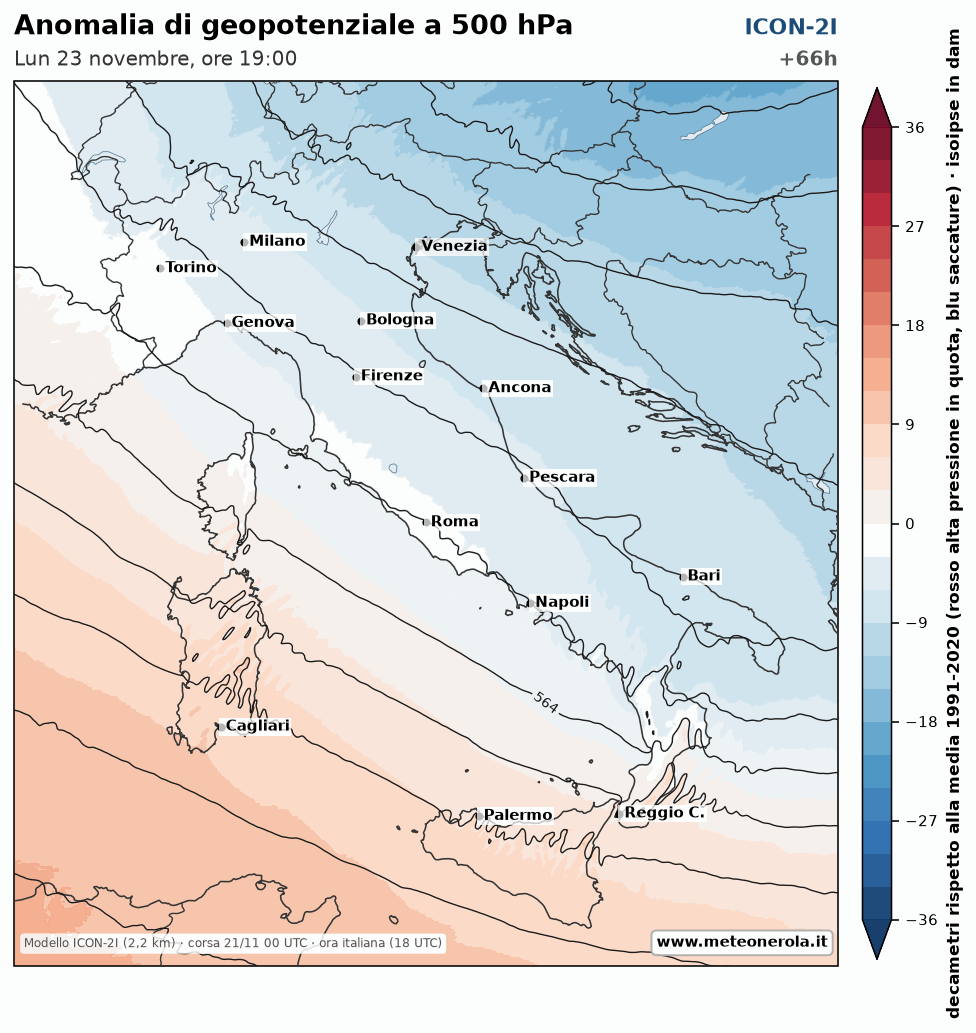 Anomalia di geopotenziale a 500 hPa
ICON-2I
Lun 23 novembre, ore 19:00
+66h
Milano
Venezia
Torino
Genova
Bologna
Firenze
Ancona
Pescara
Roma
Bari
Napoli
564
Cagliari
Palermo
Reggio C.
Modello ICON-2I (2,2 km) · corsa 21/11 00 UTC · ora italiana (18 UTC)
www.meteonerola.it
36
27
18
9
0
−9
−18
−27
−36
decametri rispetto alla media 1991-2020 (rosso alta pressione in quota, blu saccature) · isoipse in dam